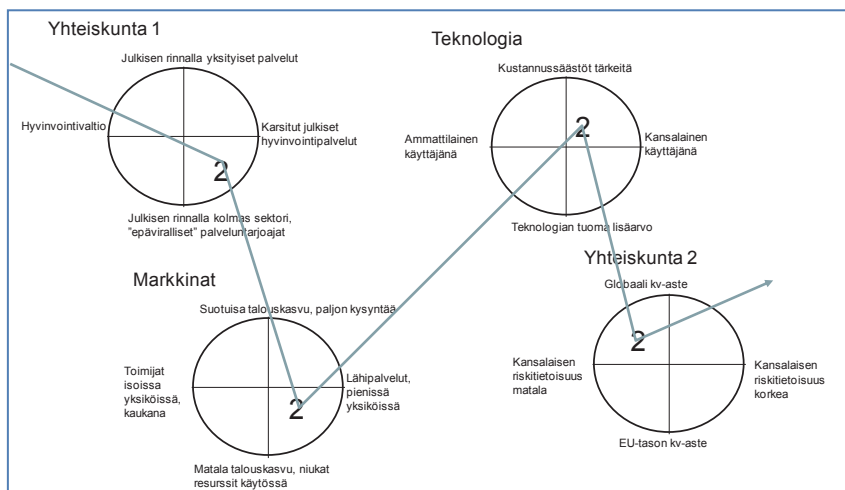 Yhteiskunta 1
Julkisen rinnalla yksityiset palvelut
Hyvinvointivaltio
Karsitut julkiset
hyvinvointipalvelut
2
Julkisen rinnalla kolmas sektori,
"epäviralliset" palveluntarjoajat
Teknologia
Kustannussäästöt tärkeitä
Ammattilainen
käyttäjänä
2
Kansalainen
käyttäjänä
Teknologian tuoma lisäarvo
Markkinat
Suotuisa talouskasvu, paljon kysyntää
Toimijat
isoissa
yksiköissä,
kaukana
2
Lähipalvelut,
pienissä
yksiköissä
Matala talouskasvu, niukat
resurssit käytössä
Yhteiskunta 2
Globaali kv-aste
2
Kansalaisen
riskitietoisuus
matala
Kansalaisen
riskitietoisuus
korkea
EU-tason kv-aste